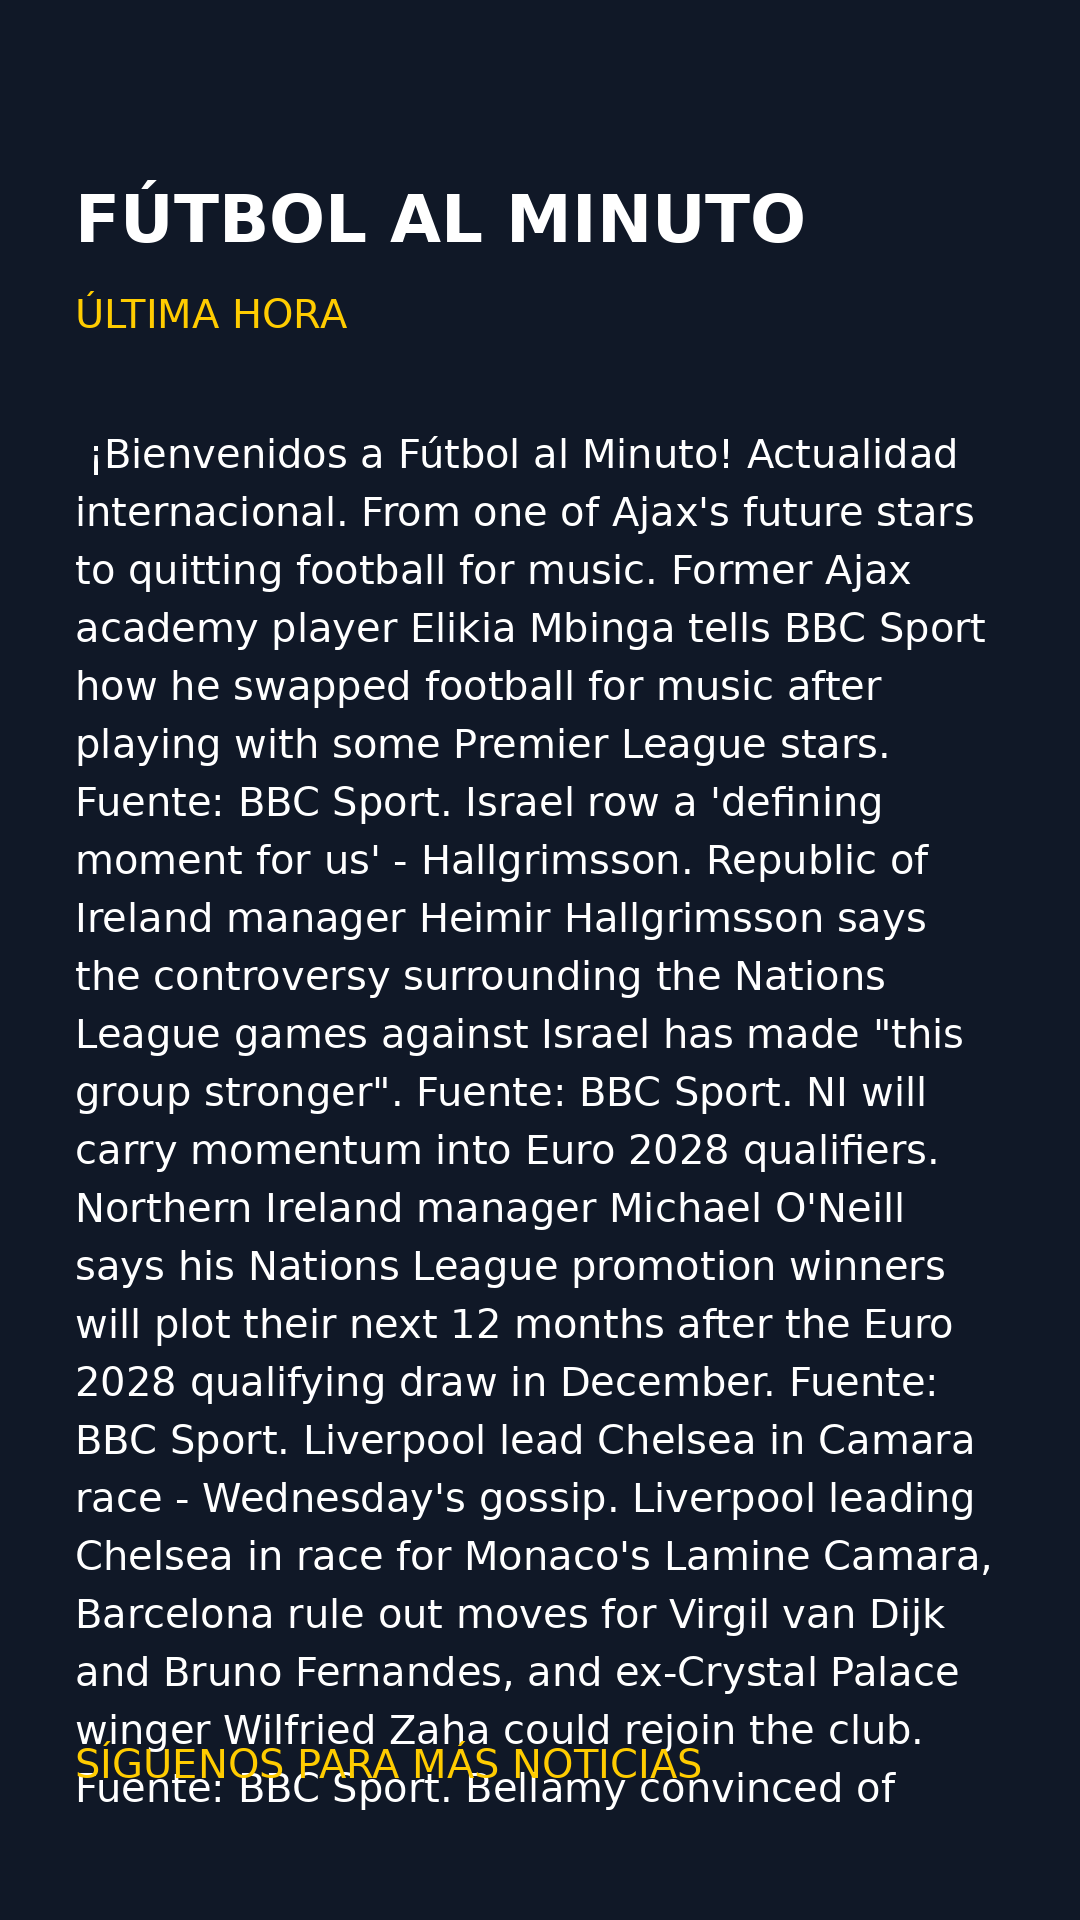 FÚTBOL AL MINUTO
ÚLTIMA HORA
¡Bienvenidos a Fútbol al Minuto! Actualidad
internacional. From one of Ajax's future stars
to quitting football for music. Former Ajax
academy player Elikia Mbinga tells BBC Sport
how he swapped football for music after
playing with some Premier League stars.
Fuente: BBC Sport. Israel row a 'defining
moment for us' - Hallgrimsson. Republic of
Ireland manager Heimir Hallgrimsson says
the controversy surrounding the Nations
League games against Israel has made "this
group stronger". Fuente: BBC Sport. NI will
carry momentum into Euro 2028 qualifiers.
Northern Ireland manager Michael O'Neill
says his Nations League promotion winners
will plot their next 12 months after the Euro
2028 qualifying draw in December. Fuente:
BBC Sport. Liverpool lead Chelsea in Camara
race - Wednesday's gossip. Liverpool leading
Chelsea in race for Monaco's Lamine Camara,
Barcelona rule out moves for Virgil van Dijk
and Bruno Fernandes, and ex-Crystal Palace
winger Wilfried Zaha could rejoin the club.
SÍGUENOS PARA MÁS NOTICIAS
Fuente: BBC Sport. Bellamy convinced of